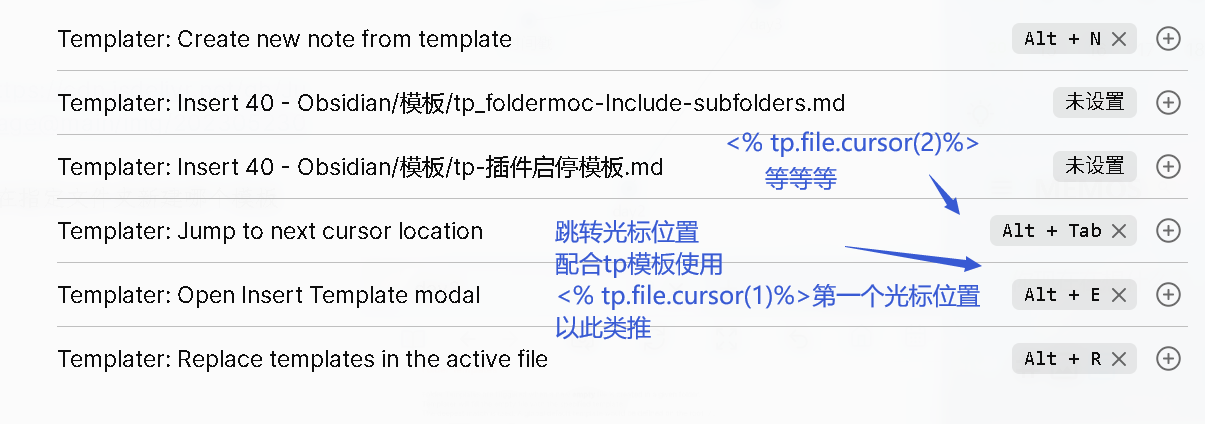 Templater: Create new note from template Alt + N
Templater: Insert 40 - Obsidian/模板/tp_foldermoc-Include-subfolders.md 未设置
<% tp.file.cursor(2)%>
Templater: Insert 40 - Obsidian/模板/tp-插件启停模板.md 未设置
等等等
Templater: Jump to next cursor location Alt + Tab
跳转光标位置
配合tp模板使用
Templater: Open Insert Template modal Alt + E
<% tp.file.cursor(1)%>第一个光标位置
以此类推
Templater: Replace templates in the active file Alt + R